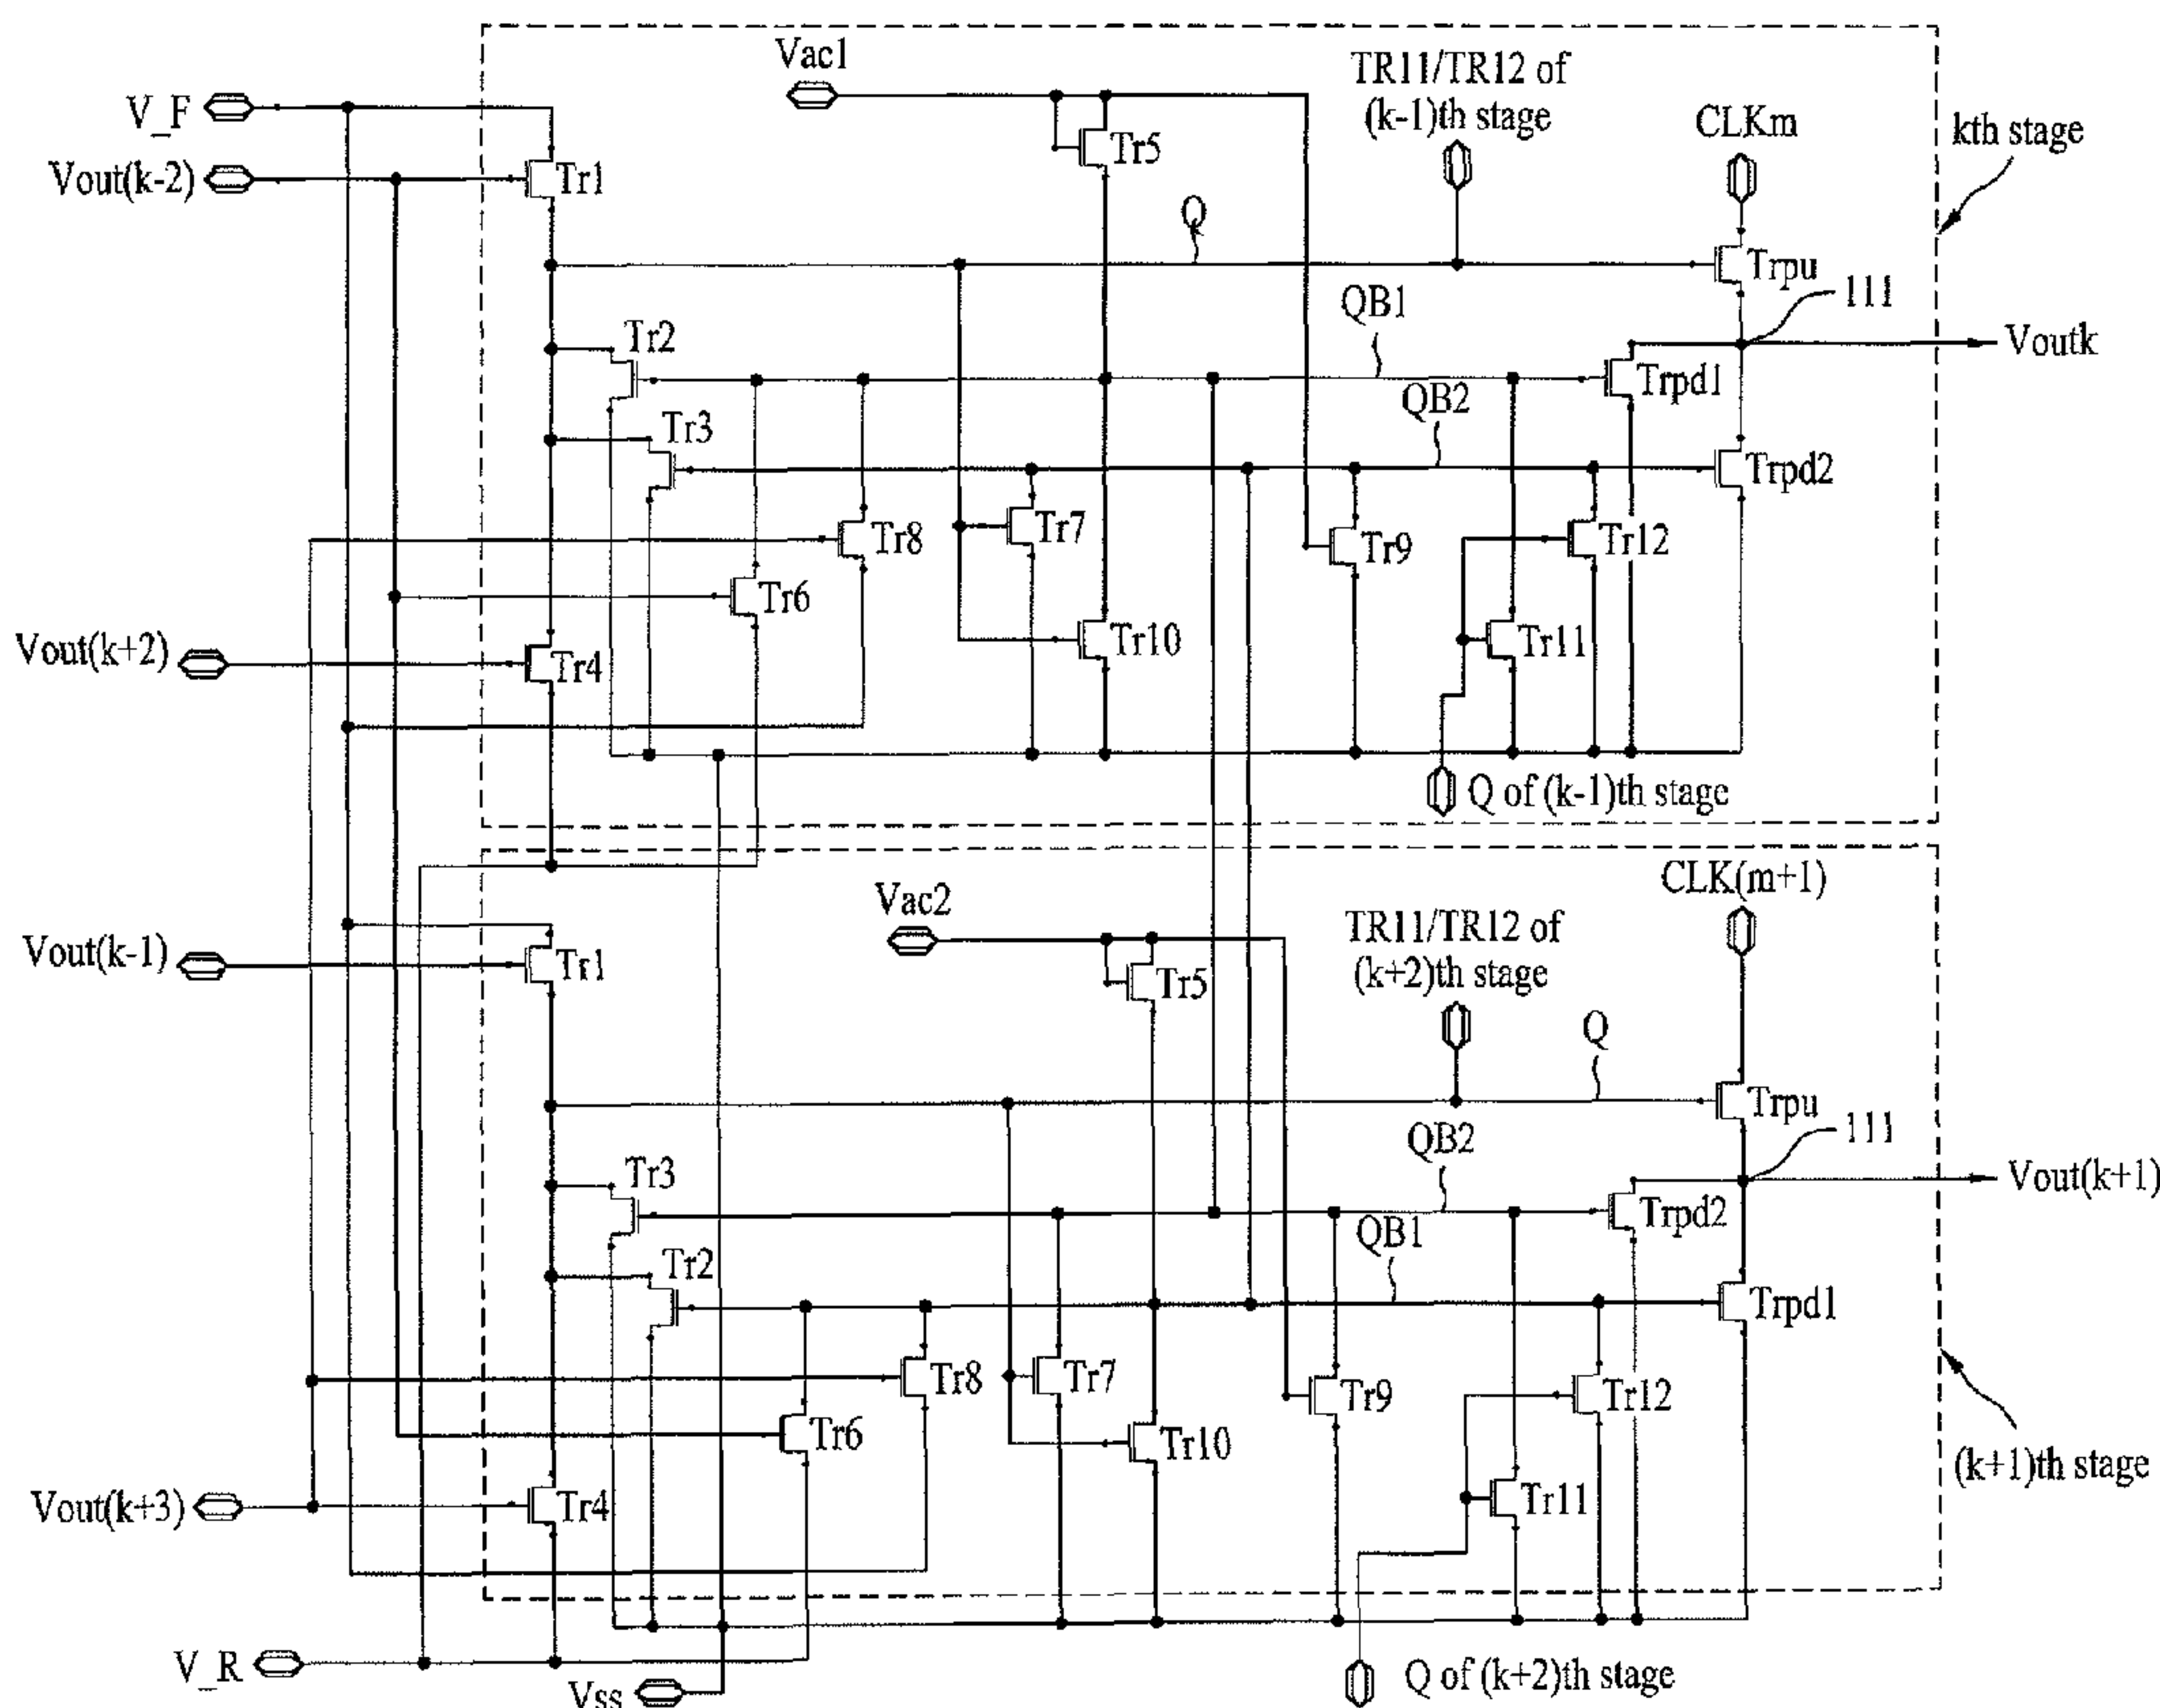 Vac1
TR11/TR12 of
(k-1)th stage
CLKm
kth stage
V_F
Vout(k-2)
Tr1
Tr5
Q
Trpu
111
Voutk
QB1
Tr2
Trpd1
QB2
Tr3
Trpd2
Tr8
Tr7
Tr9
Tr12
Tr6
Tr10
Tr11
Vout(k+2)
Tr4
Q of (k-1)th stage
CLK(m+1)
Vac2
TR11/TR12 of
(k+2)th stage
Vout(k-1)
Tr1
Tr5
Q
Trpu
111
QB2
Vout(k+1)
Tr3
Trpd2
QB1
Tr2
Trpd1
Tr8
Tr7
Tr9
Tr12
Tr6
Tr10
(k+1)th stage
Vout(k+3)
Tr4
Tr11
V_R
Vss
Q of (k+2)th stage